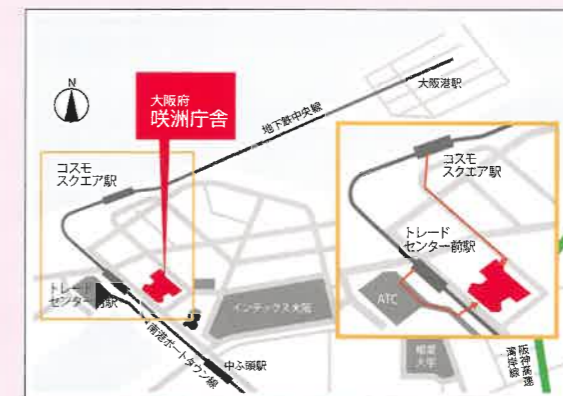 N
大阪府
咲洲庁舎
大阪港駅
地下鉄中央線
コスモ
スクエア駅
トレード
センター前駅
インテックス大阪
南港ポートタウン線
中ふ頭駅
コスモ
スクエア駅
トレード
センター前駅
ATC
阪神高速
湾岸線